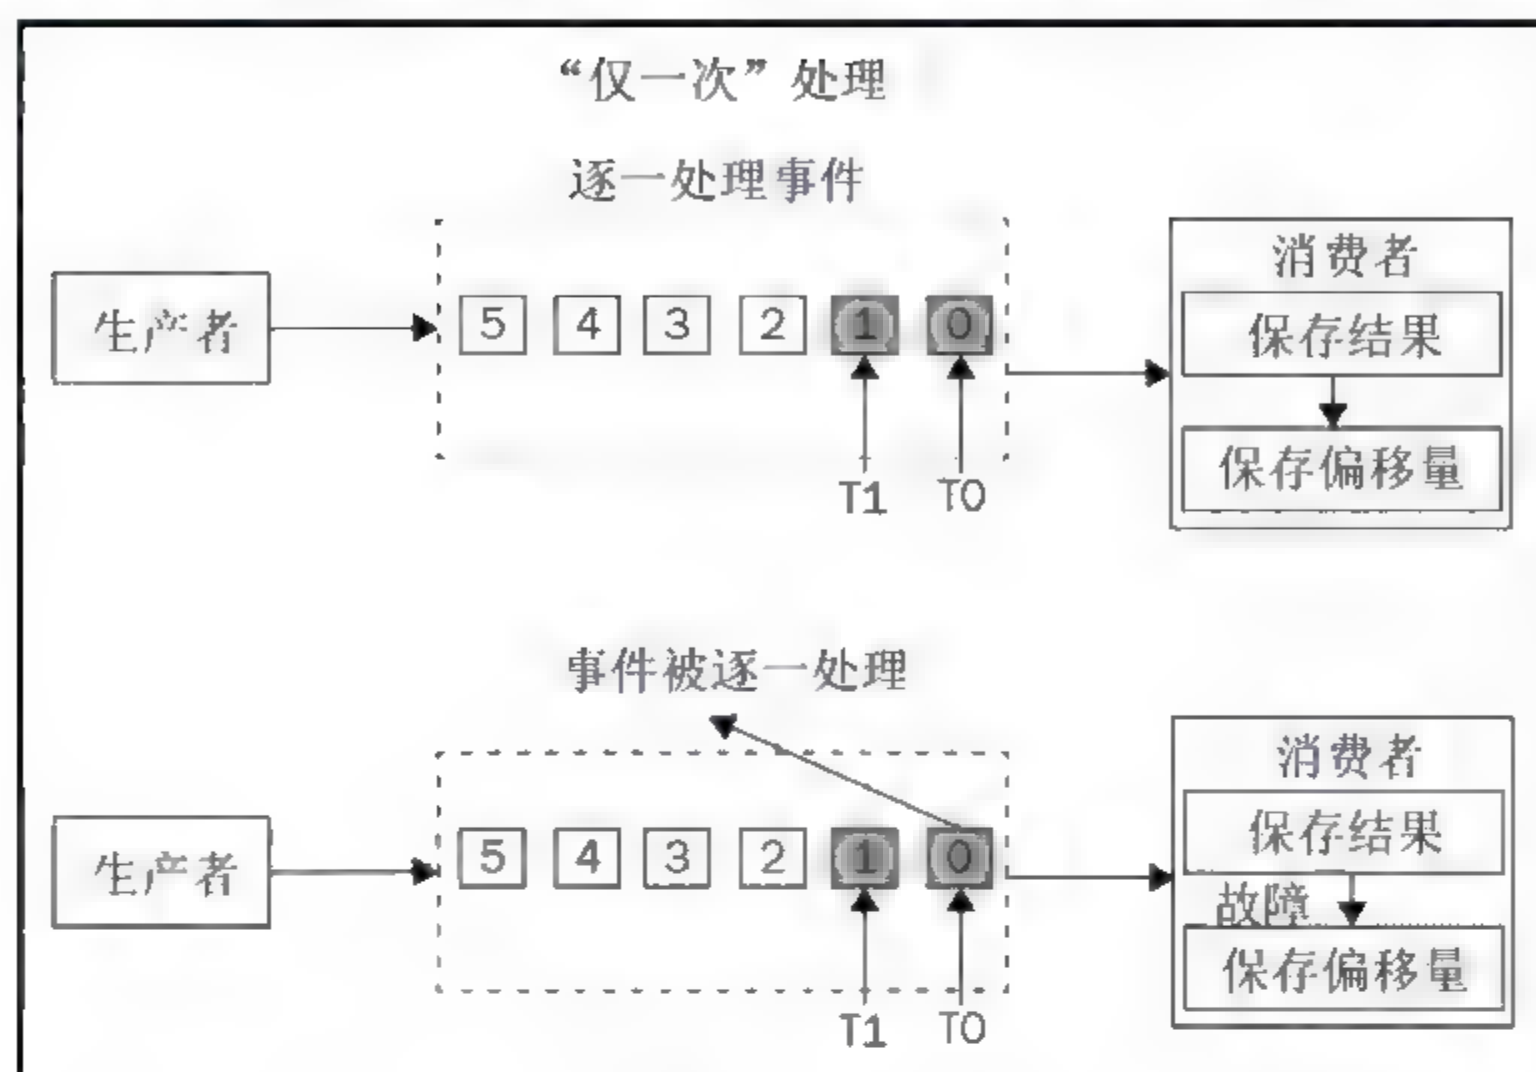 “仅一次”处理
逐一处理事件
生产者
5 4 3 2 1 0
T1 T0
消费者
保存结果
保存偏移量
事件被逐一处理
生产者
5 4 3 2 1 0
T1 T0
消费者
保存结果
故障
保存偏移量